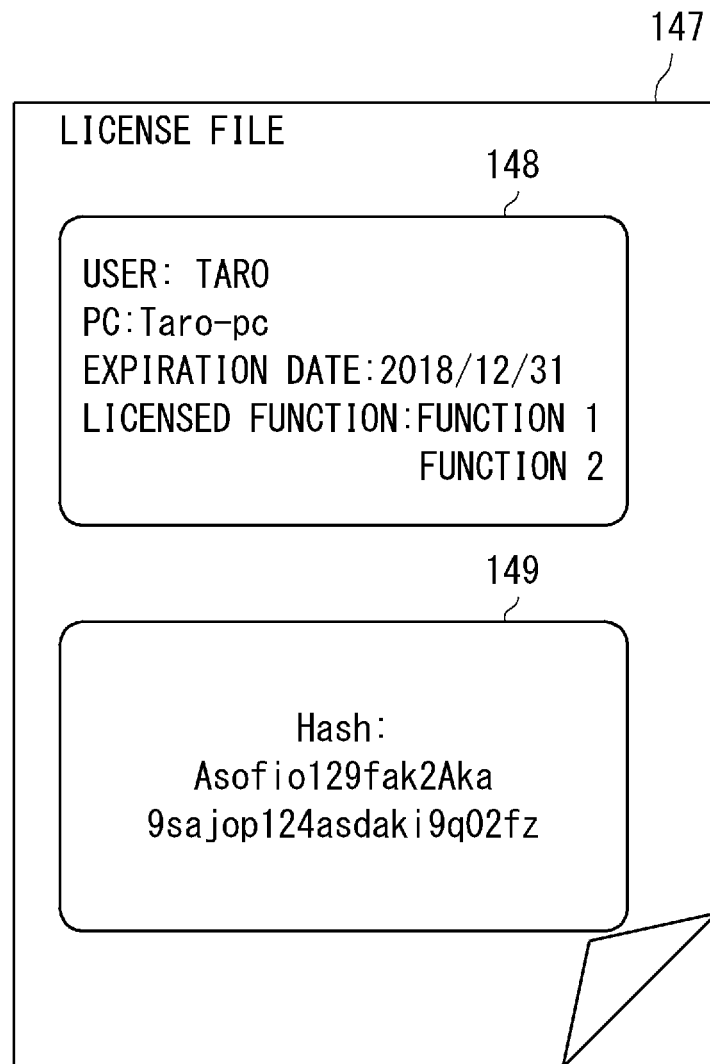 147
LICENSE FILE
148
USER: TARO
PC:Taro-pc
EXPIRATION DATE:2018/12/31
LICENSED FUNCTION:FUNCTION 1
FUNCTION 2
149
Hash:
Asofio129fak2Aka
9sajop124asdaki9q02fz